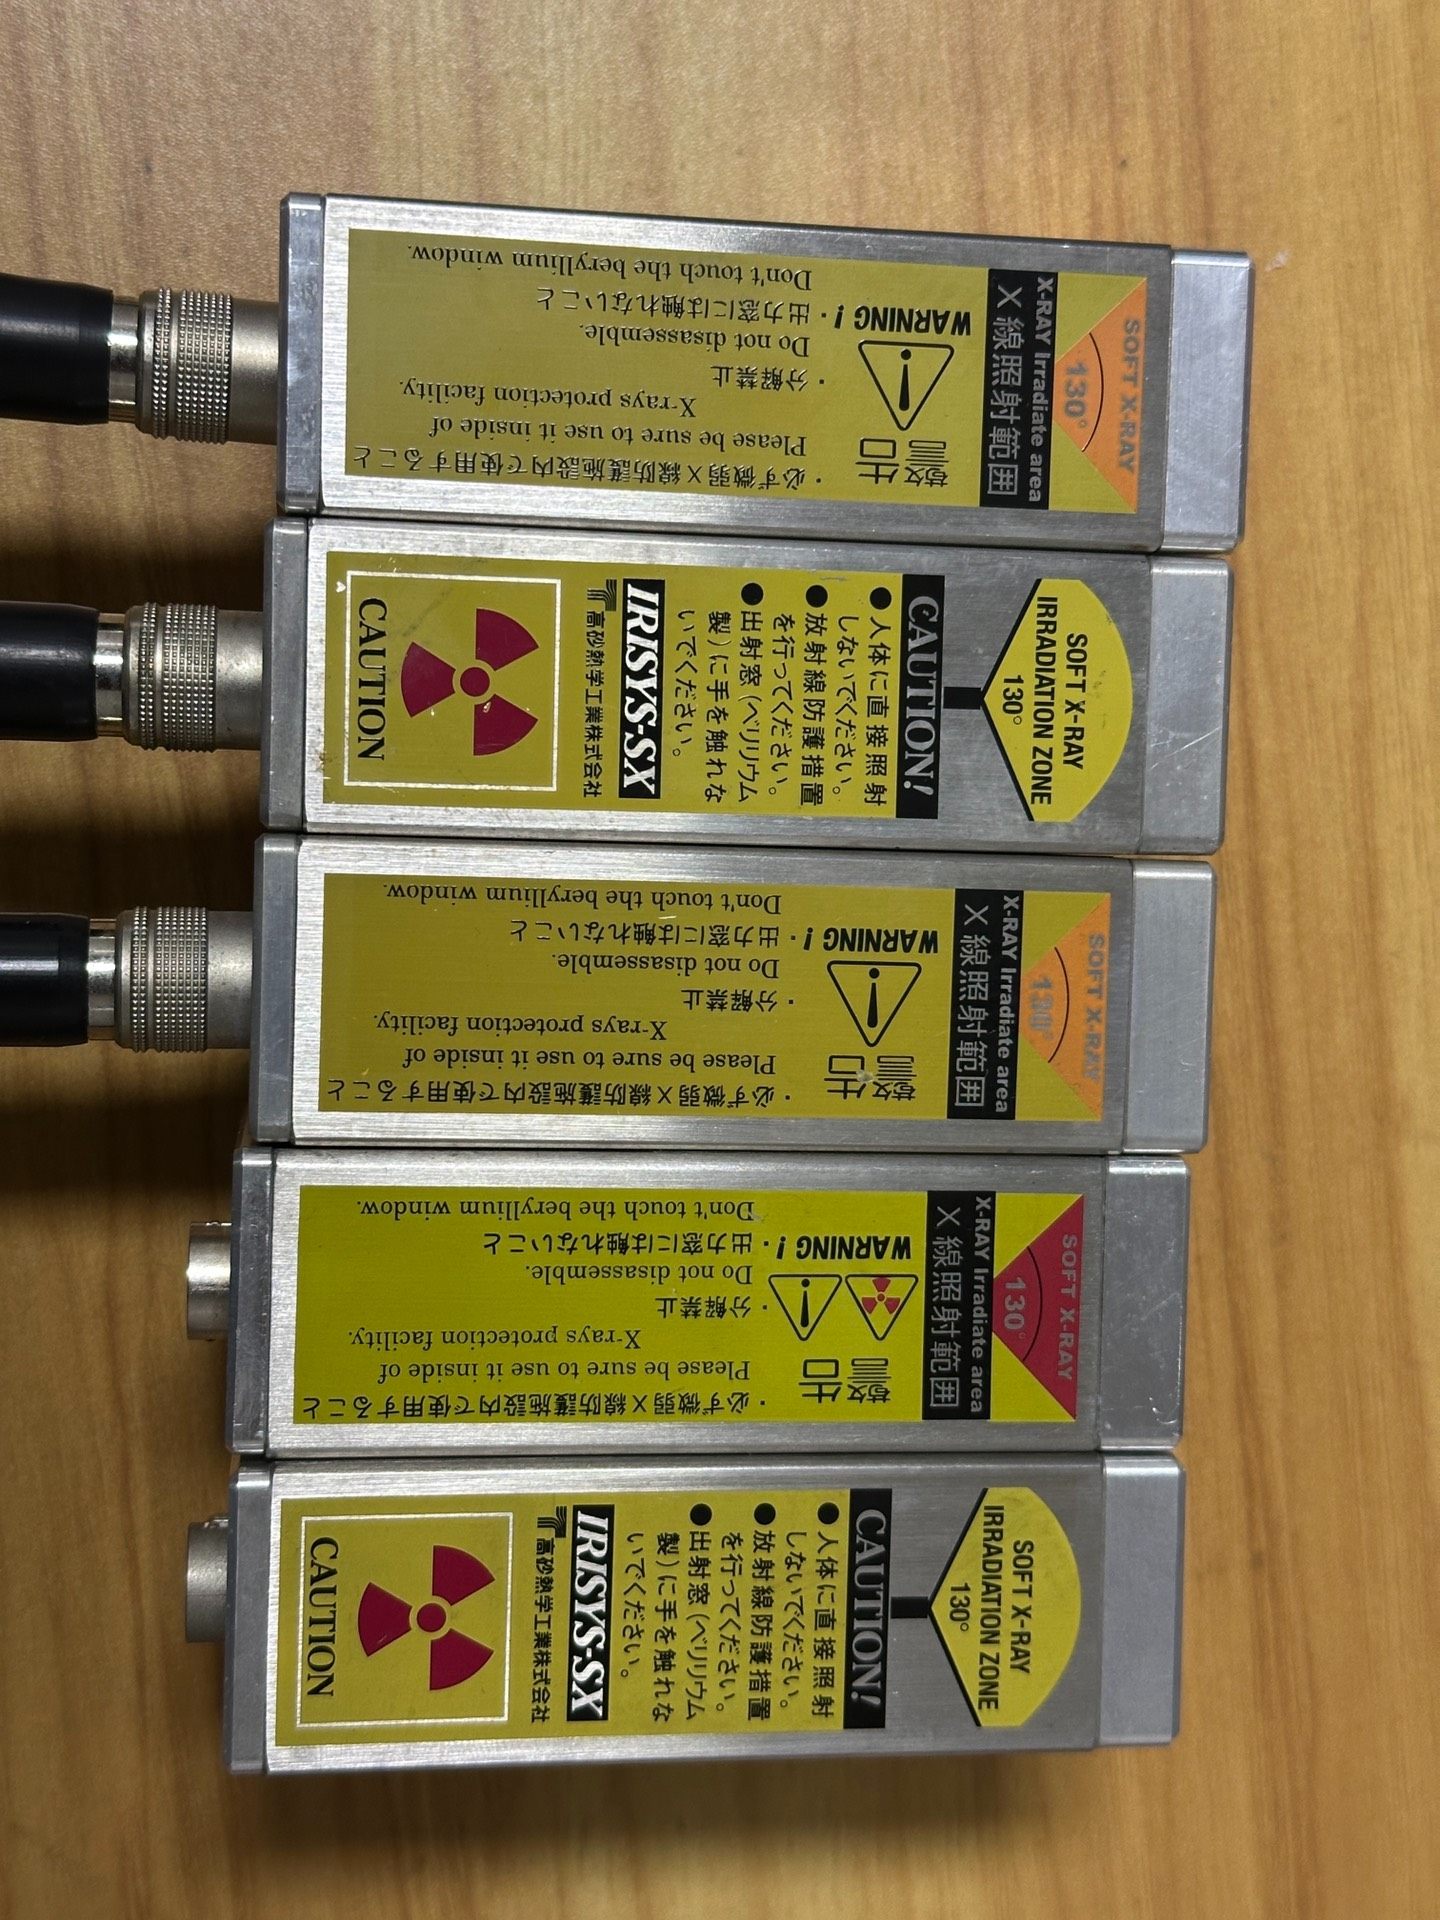 Don't touch the beryllium window.
・出力窓には触れないこと
Do not disassemble.
・分解禁止
X-rays protection facility.
Please be sure to use it inside of
・必ず微弱X線防護施設内で使用すること
WARNING!
警告
X-RAY Irradiate area
X線照射範囲
130°
SOFT X-RAY
CAUTION
高砂熱学工業株式会社
IRISYS-SX
CAUTION!
●人体に直接照射
しないでください。
●放射線防護措置
を行ってください。
●出射窓(ベリリウム
製)に手を触れな
いでください。
SOFT X-RAY
IRRADIATION ZONE
130°
Don't touch the beryllium window.
・出力窓には触れないこと
Do not disassemble.
・分解禁止
X-rays protection facility.
Please be sure to use it inside of
・必ず微弱X線防護施設内で使用すること
WARNING!
警告
X-RAY Irradiate area
X線照射範囲
130°
SOFT X-RAY
Don't touch the beryllium window.
・出力窓には触れないこと
Do not disassemble.
・分解禁止
X-rays protection facility.
Please be sure to use it inside of
・必ず微弱X線防護施設内で使用すること
WARNING!
警告
X-RAY Irradiate area
X線照射範囲
130°
SOFT X-RAY
CAUTION
高砂熱学工業株式会社
IRISYS-SX
CAUTION!
●人体に直接照射
しないでください。
●放射線防護措置
を行ってください。
●出射窓(ベリリウム
製)に手を触れな
いでください。
SOFT X-RAY
IRRADIATION ZONE
130°